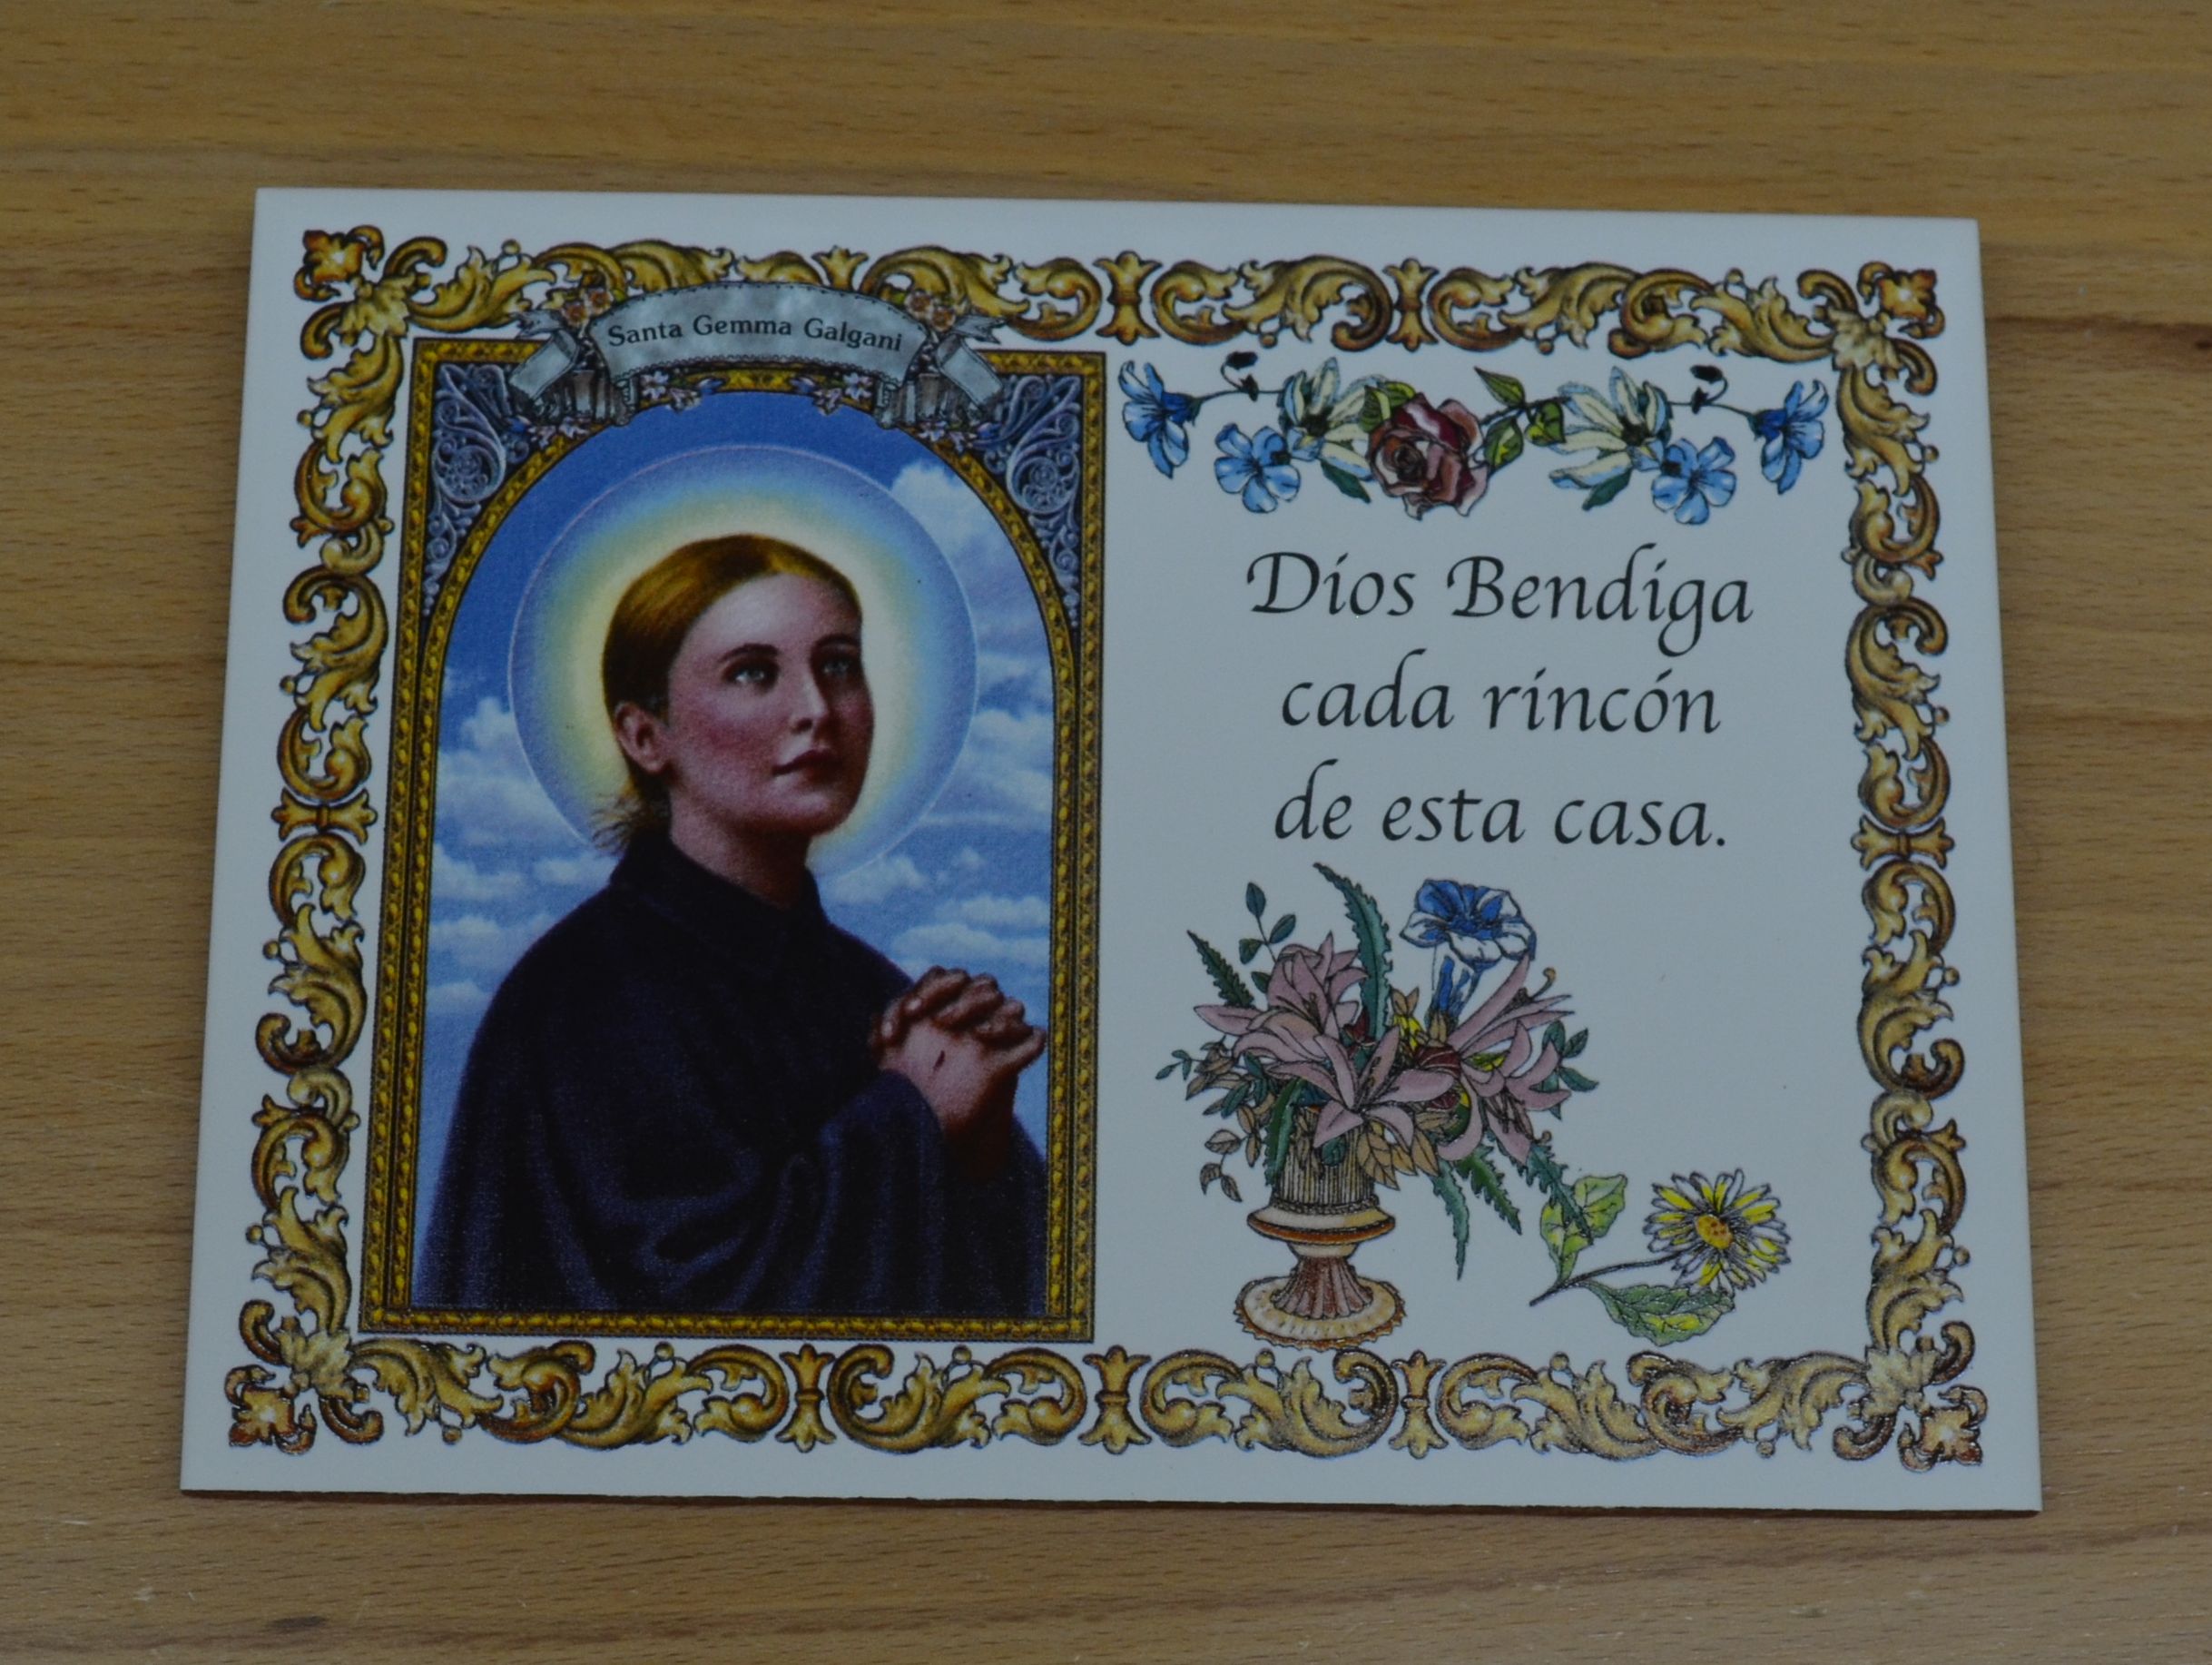 Santa Gemma Galgani
Dios Bendiga
cada rincón
de esta casa.